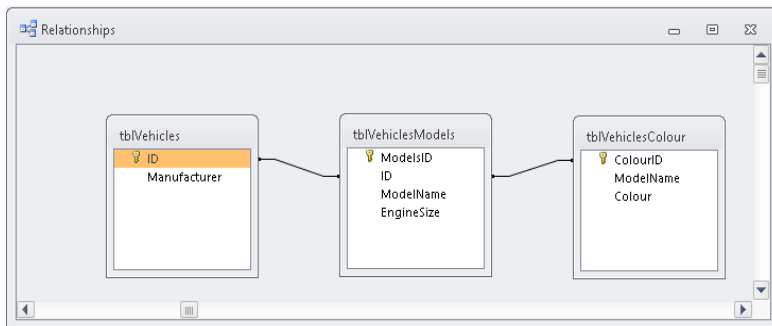 Relationships
tblVehicles
ID
Manufacturer
tblVehiclesModels
ModelsID
ID
ModelName
EngineSize
tblVehiclesColour
ColourID
ModelName
Colour